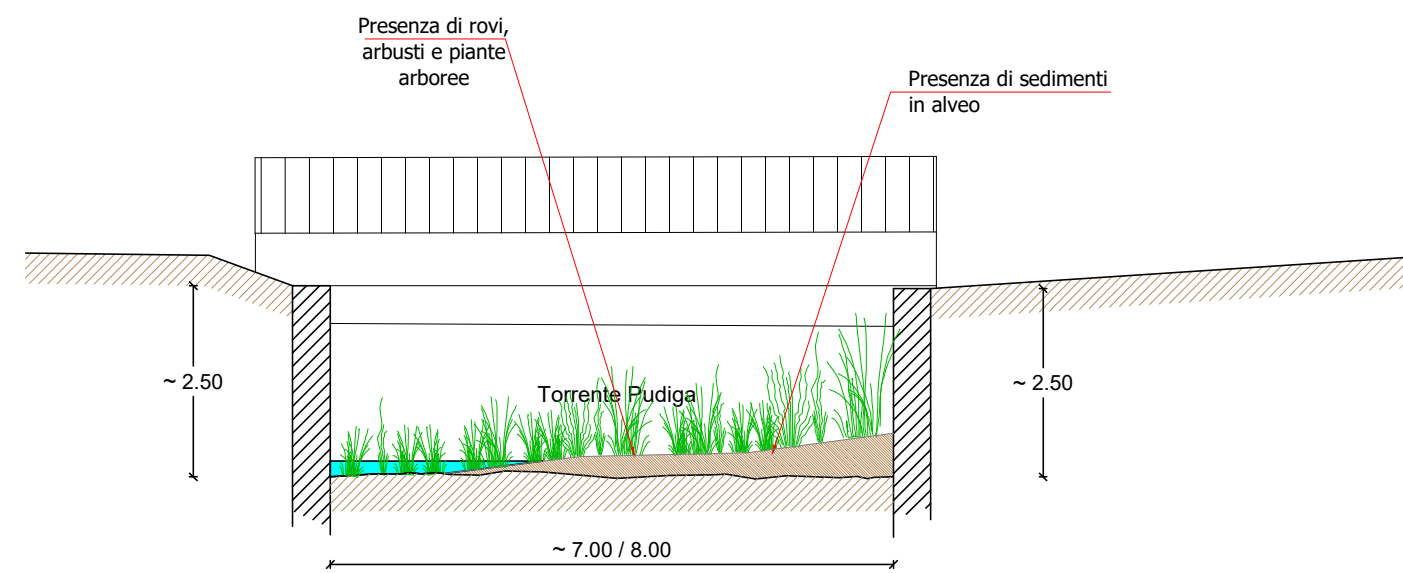 Presenza di rovi,
arbusti e piante
arboree
Presenza di sedimenti
in alveo
~ 2.50
Torrente Pudiga
~ 2.50
~ 7.00 / 8.00